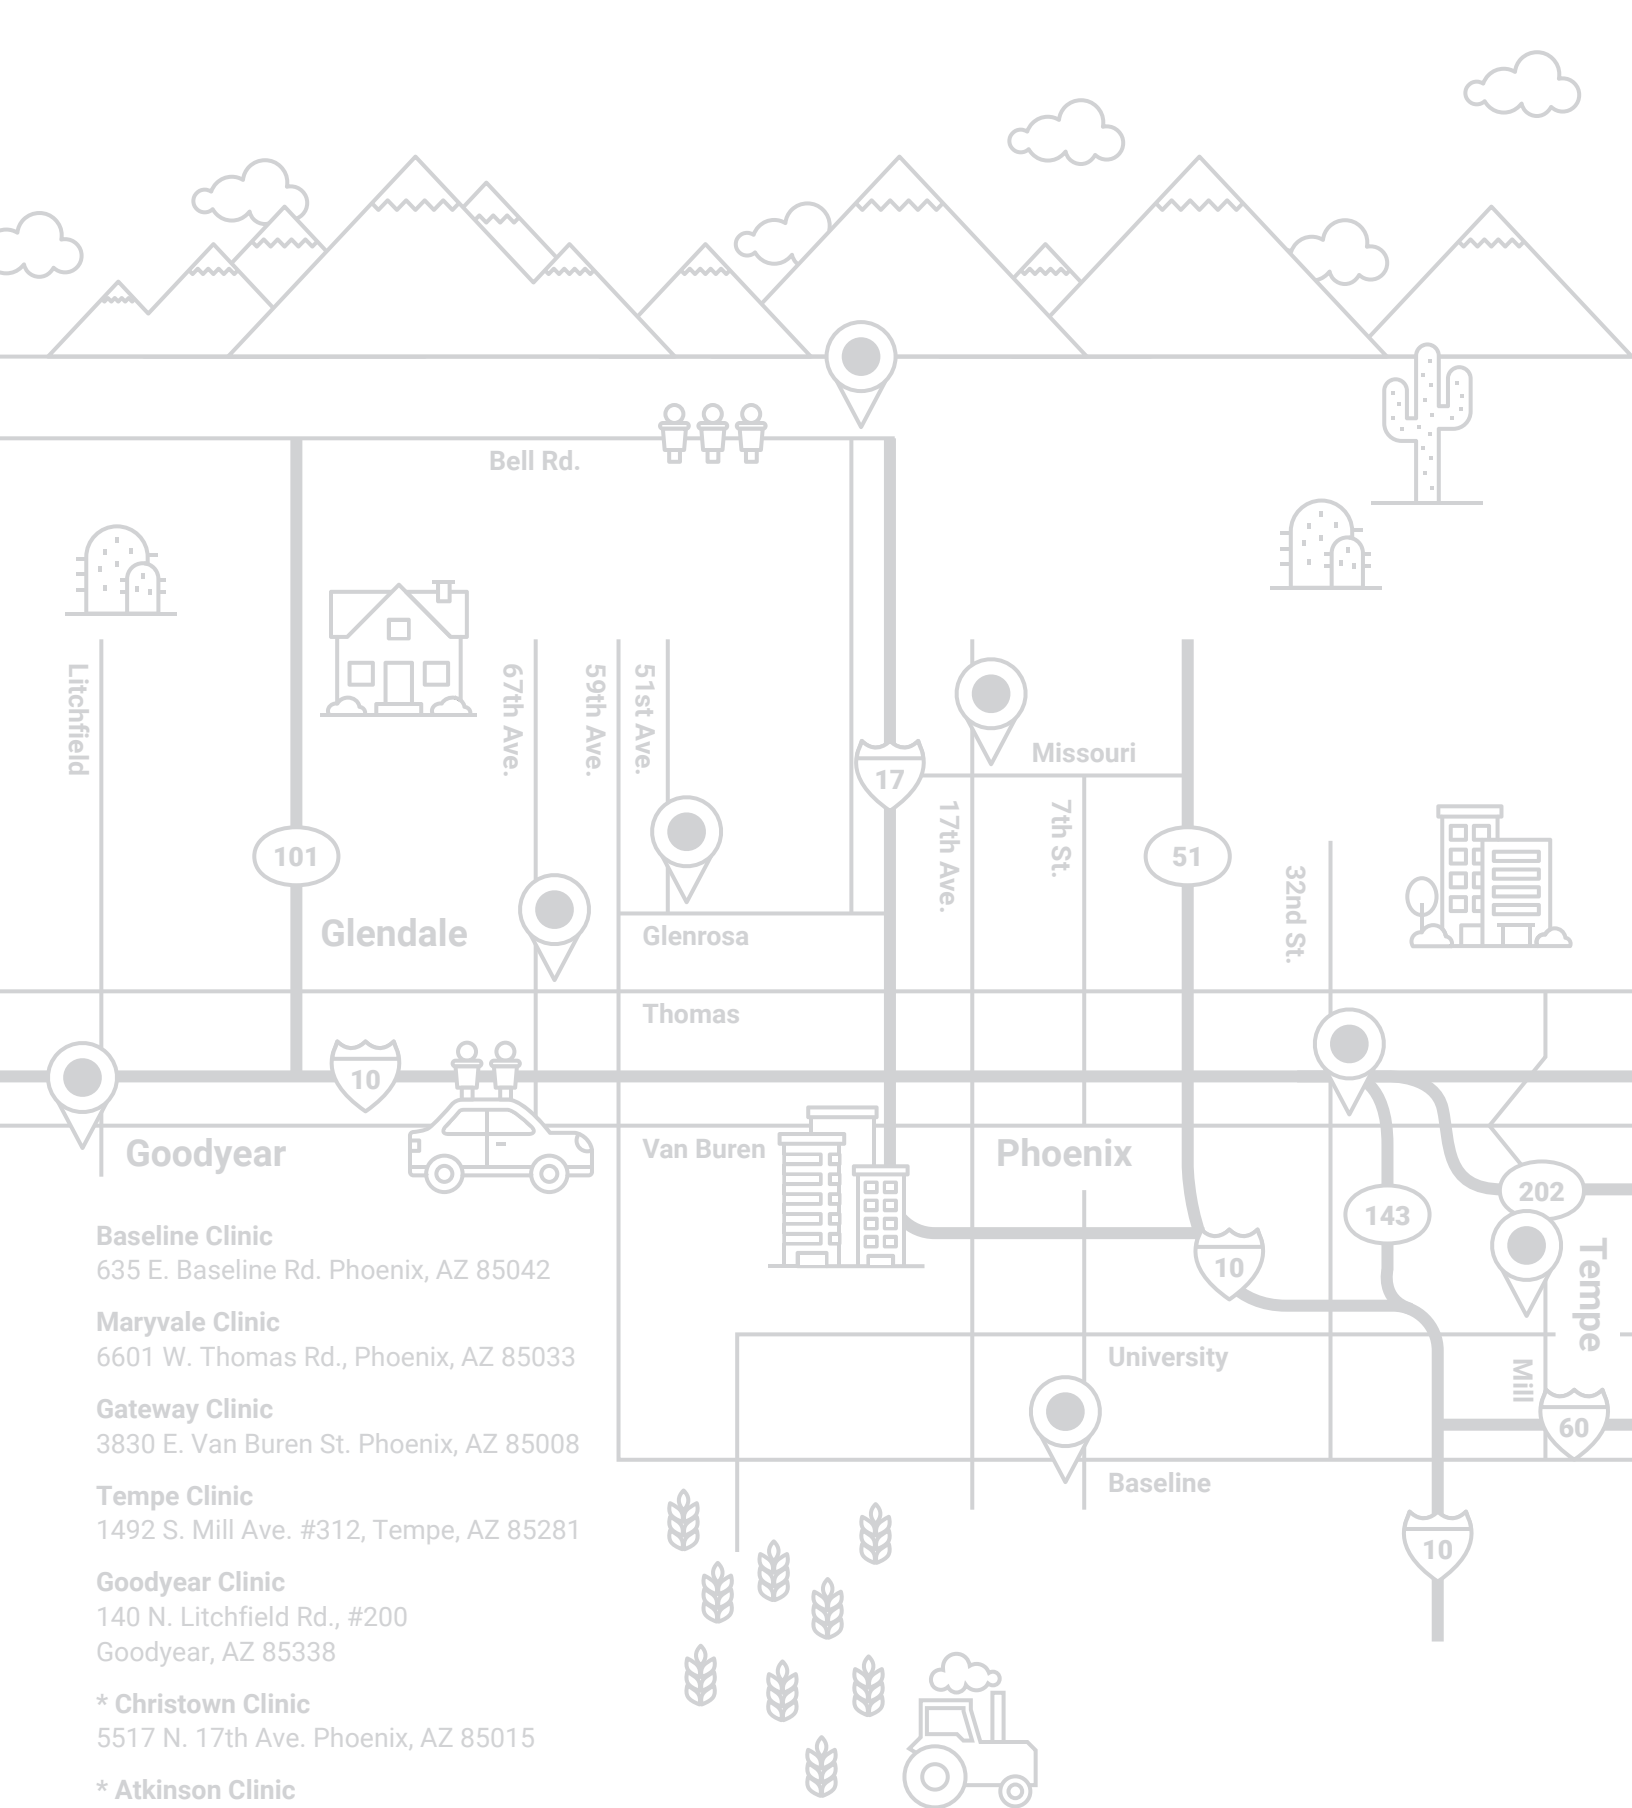 Bell Rd.
Litchfield
67th Ave.
59th Ave.
51st Ave.
Missouri
17
17th Ave.
7th St.
101
51
32nd St.
Glendale
Glenrosa
Thomas
10
Goodyear
Van Buren
Phoenix
202
143
Tempe
10
University
Mill
60
Baseline
10
Baseline Clinic
635 E. Baseline Rd. Phoenix, AZ 85042
Maryvale Clinic
6601 W. Thomas Rd., Phoenix, AZ 85033
Gateway Clinic
3830 E. Van Buren St. Phoenix, AZ 85008
Tempe Clinic
1492 S. Mill Ave. #312, Tempe, AZ 85281
Goodyear Clinic
140 N. Litchfield Rd., #200
Goodyear, AZ 85338
* Christown Clinic
5517 N. 17th Ave. Phoenix, AZ 85015
* Atkinson Clinic